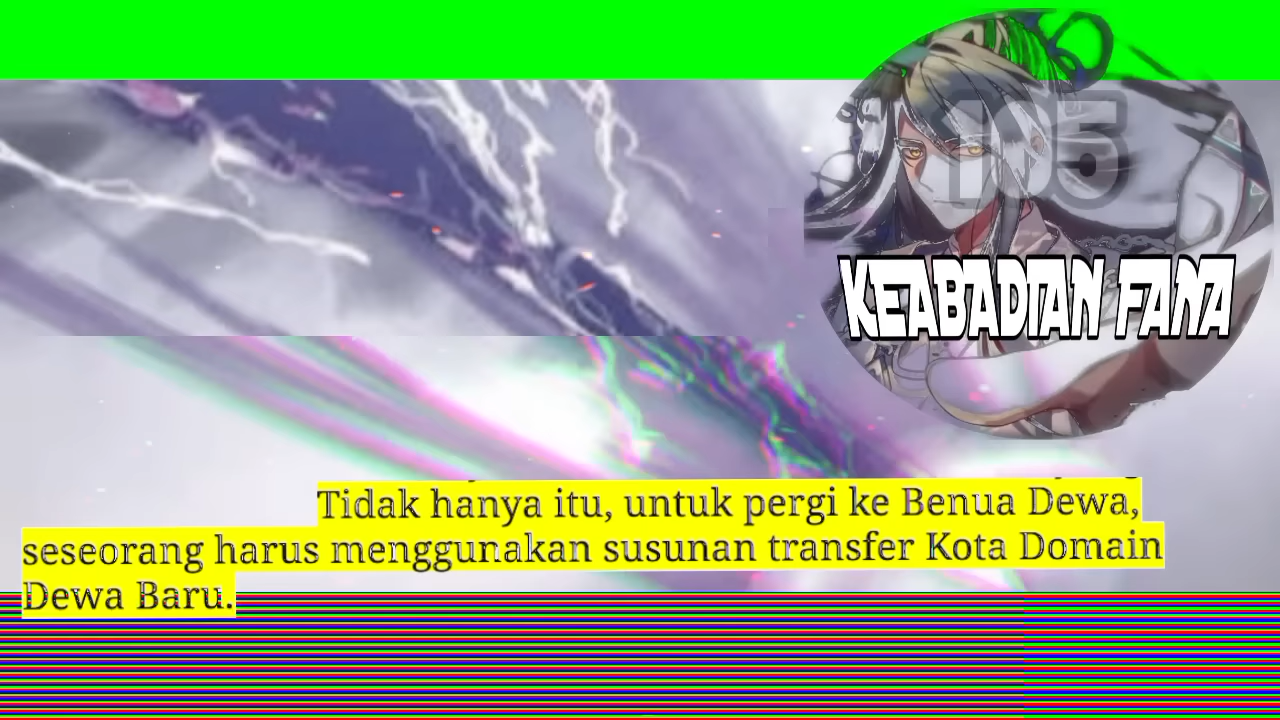 105
KEABADIAN FANA
Tidak hanya itu, untuk pergi ke Benua Dewa,
seseorang harus menggunakan susunan transfer Kota Domain
Dewa Baru.